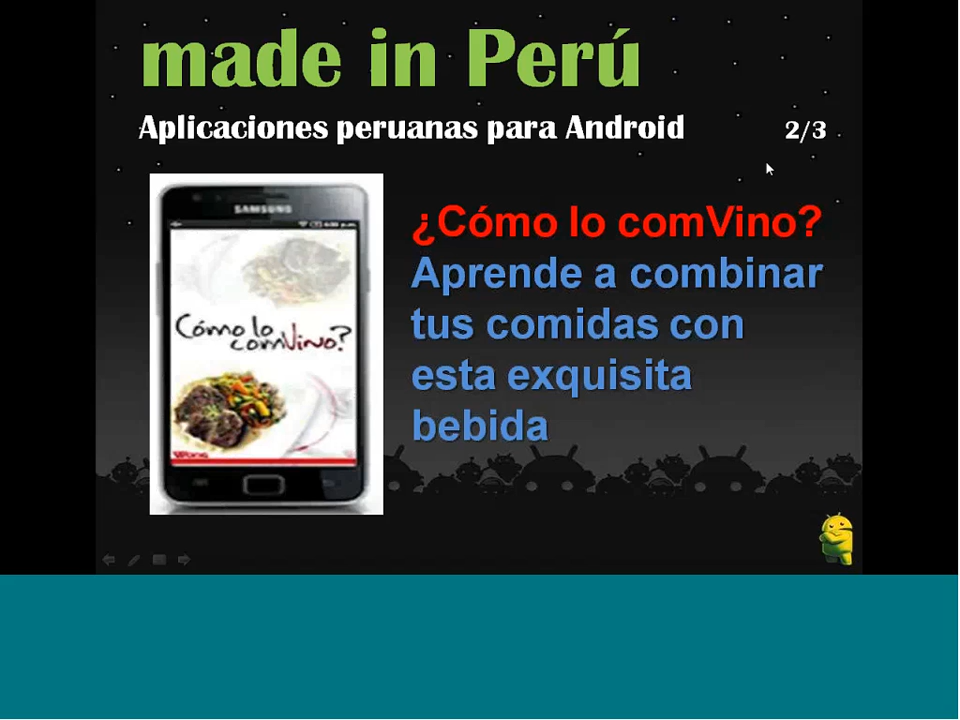 made in Perú
Aplicaciones peruanas para Android
2/3
SAMSUNG
¿Cómo lo comVino?
Aprende a combinar
tus comidas con
esta exquisita
bebida
Cómo lo
comVino?
Wong